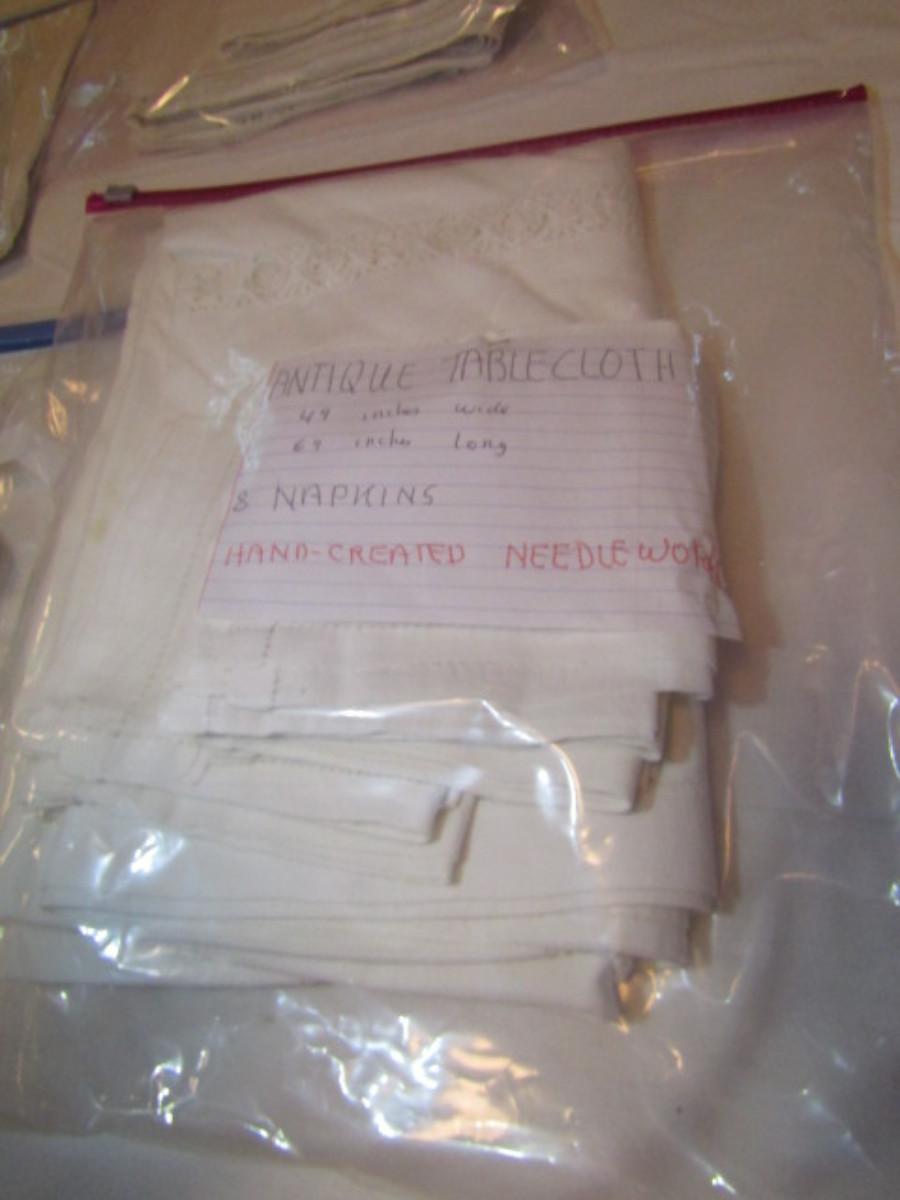 ANTIQUE TABLECLOTH
49 inches wide
69 inches long
8 NAPKINS
HAND-CREATED NEEDLEWORK